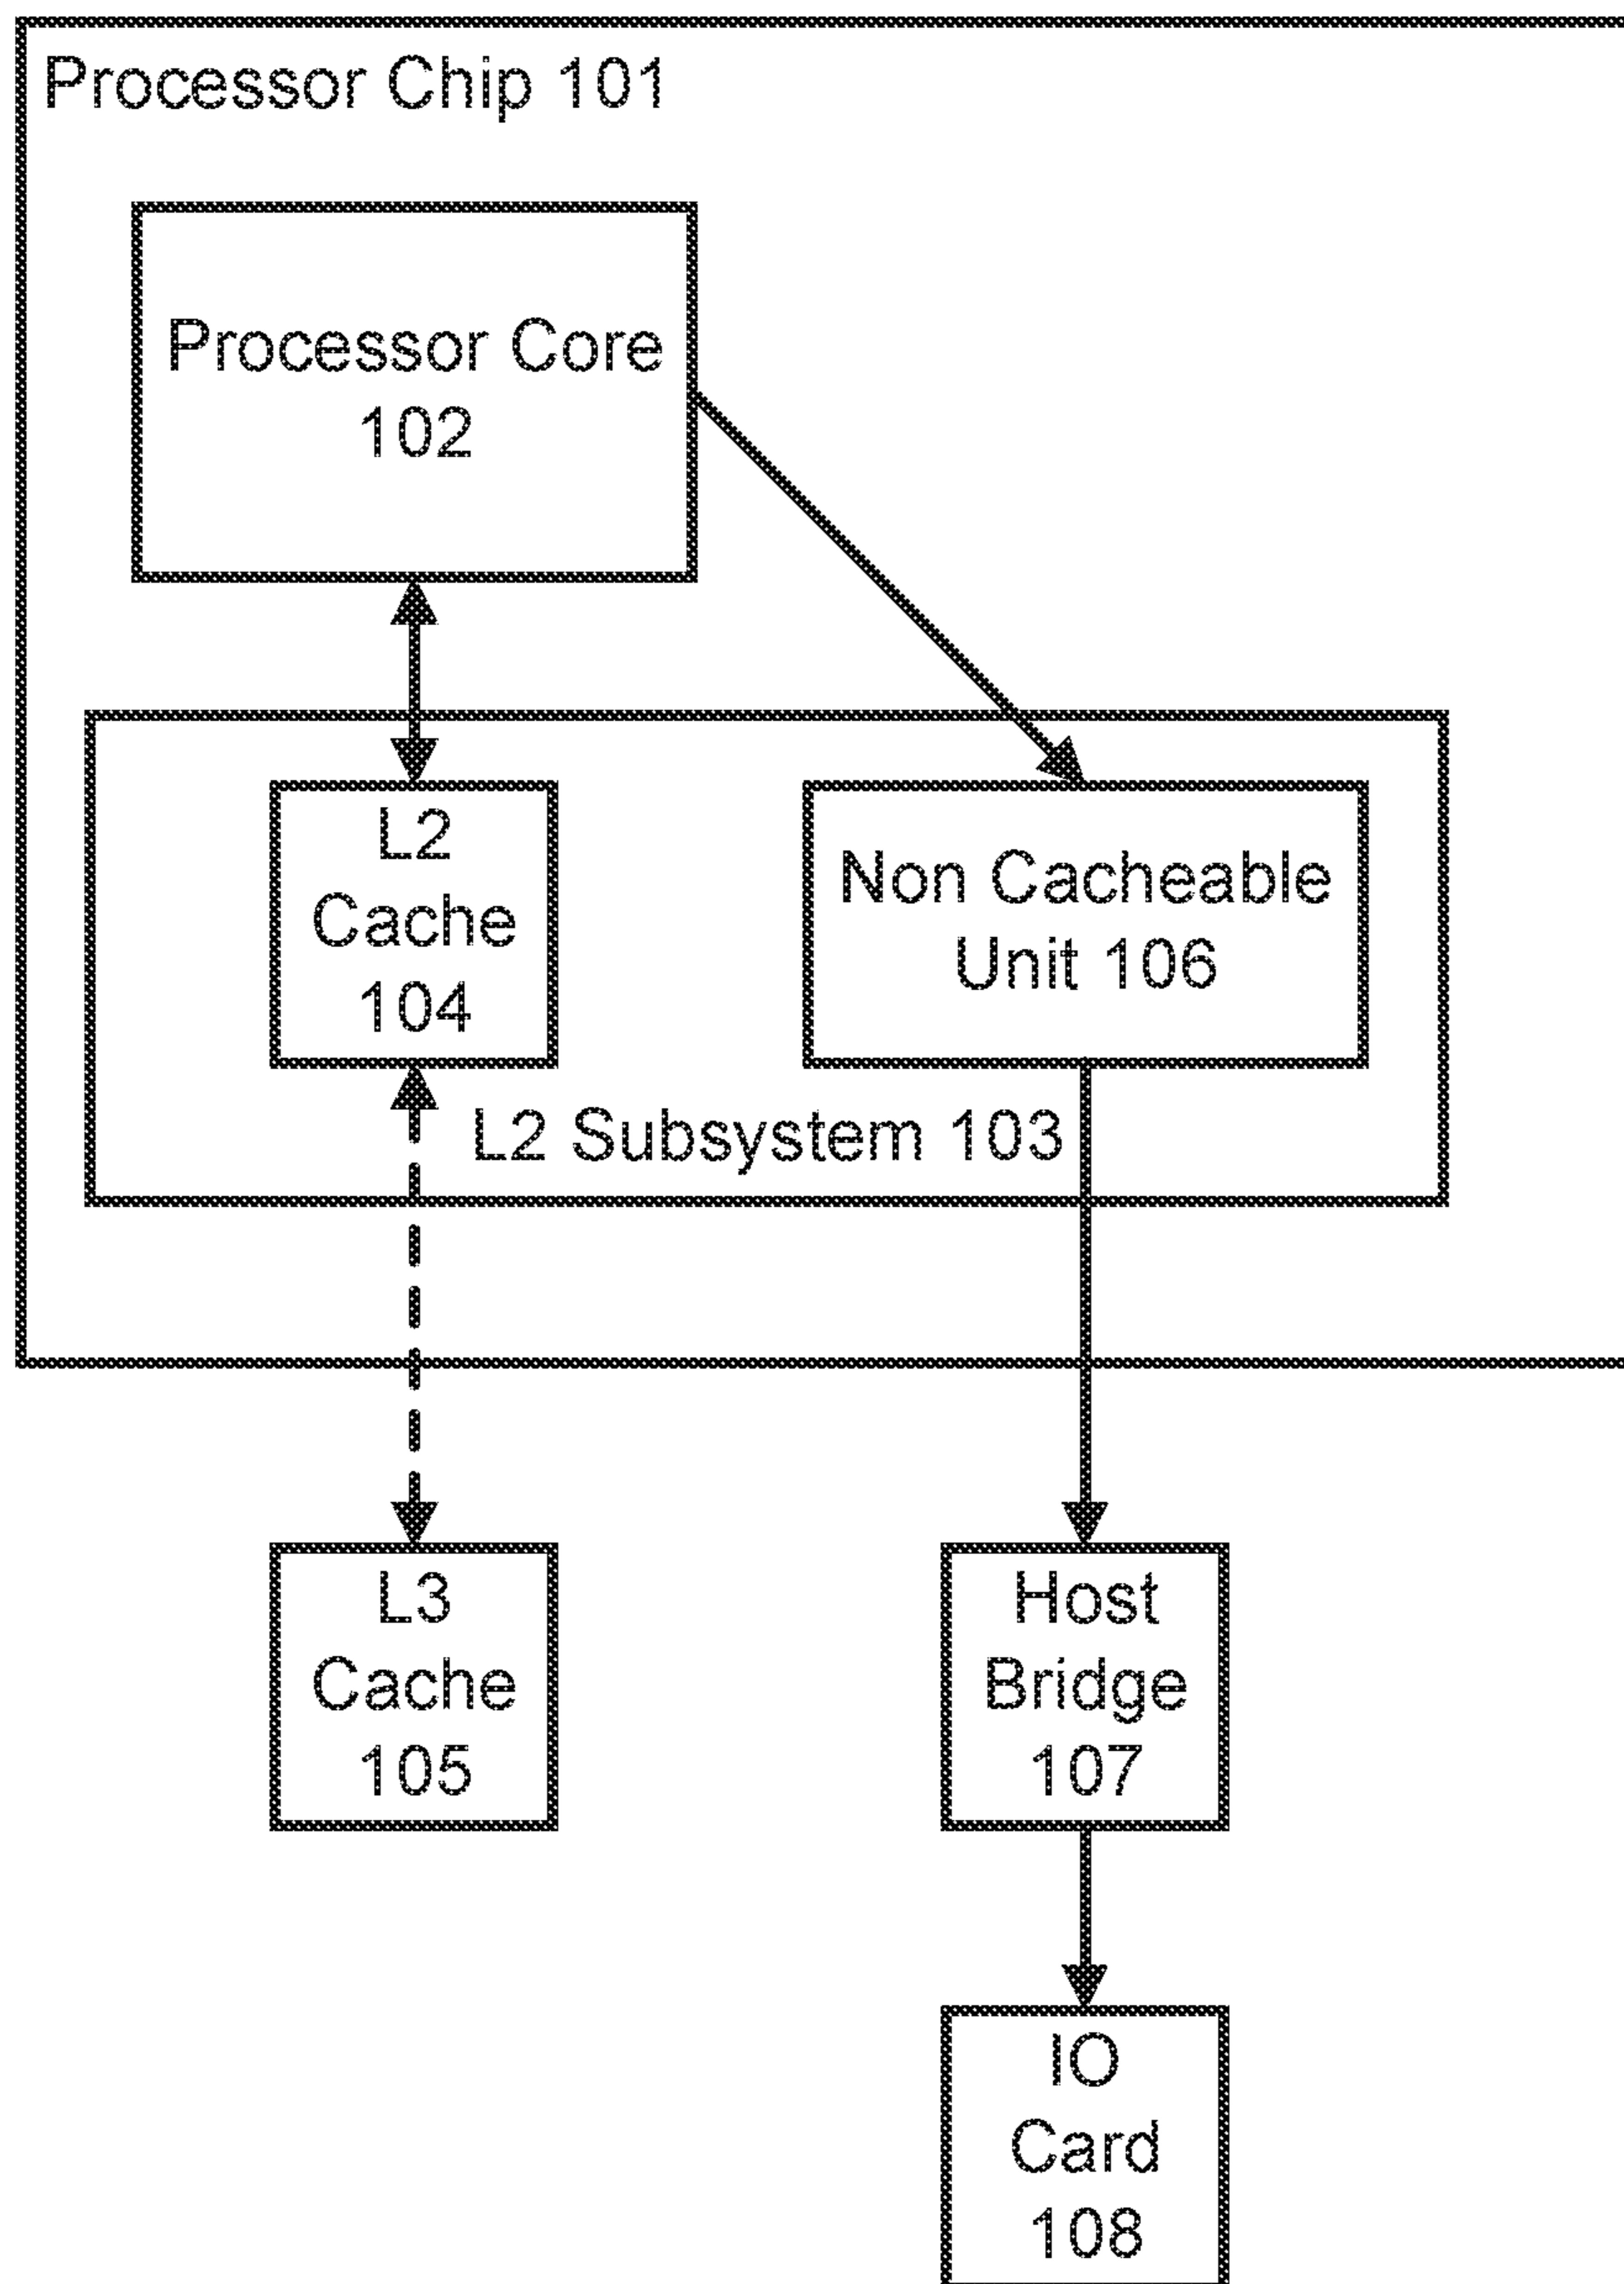 Processor Chip 101
Processor Core
102
L2
Cache
104
Non Cacheable
Unit 106
L2 Subsystem 103
L3
Cache
105
Host
Bridge
107
IO
Card
108